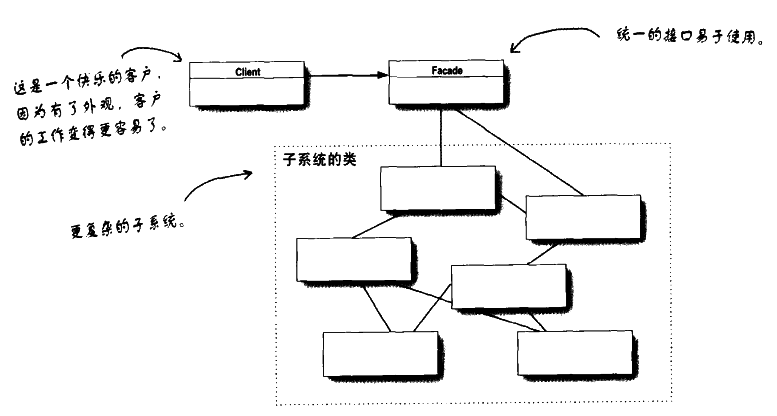 统一的接口易于使用。
这是一个快乐的客户，
因为有了外观，客户
的工作变得更容易了。
Client
Facade
子系统的类
更复杂的子系统。